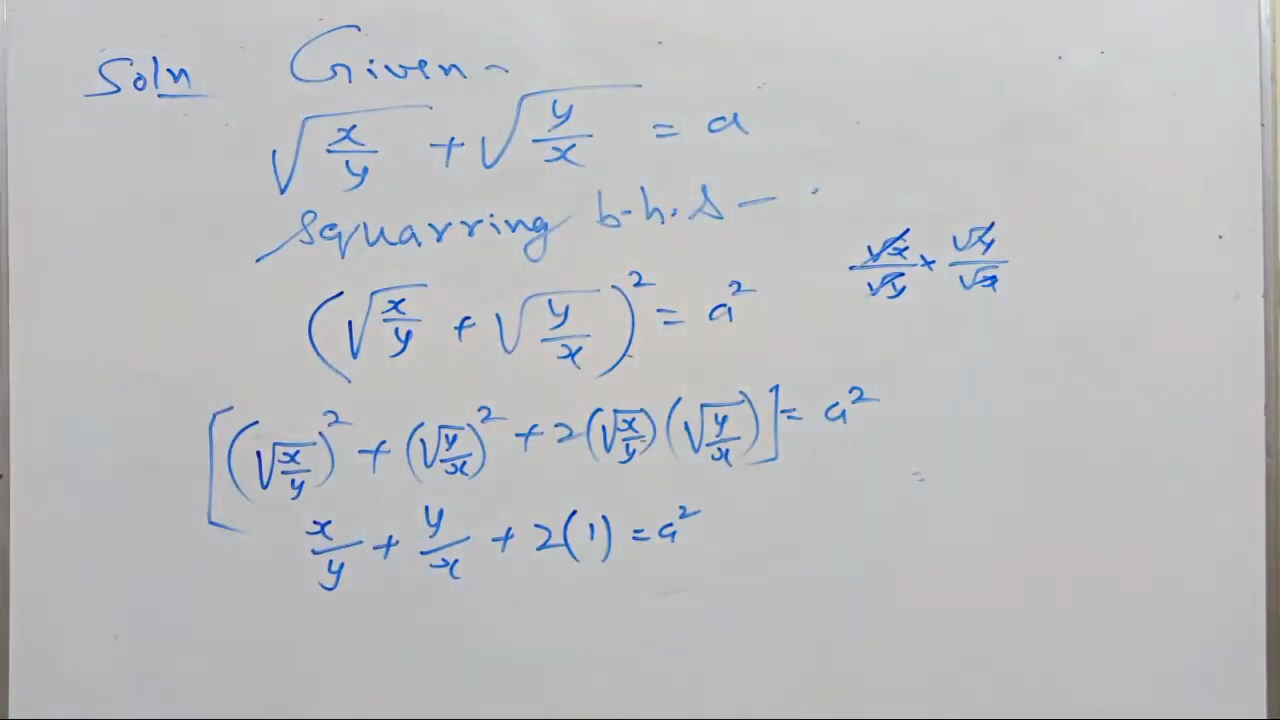 Soln Given -
√(x/y) + √(y/x) = a
squarring b.h.s -
√x/√y × √y/√x
(√(x/y) + √(y/x))² = a²
[(√(x/y))² + (√(y/x))² + 2(√(x/y))(√(y/x))] = a²
x/y + y/x + 2(1) = a²